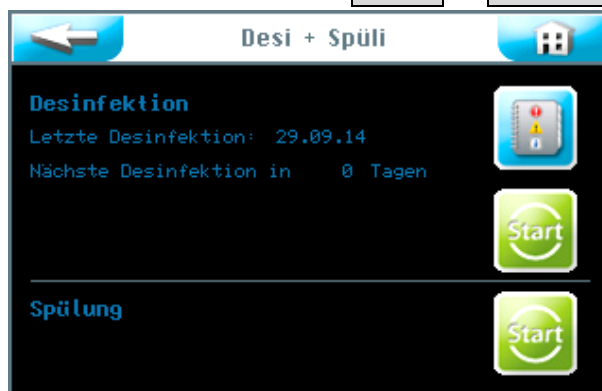 Desi + Spüli
Desinfektion
Letzte Desinfektion: 29.09.14
Nächste Desinfektion in 0 Tagen
Start
Spülung
Start